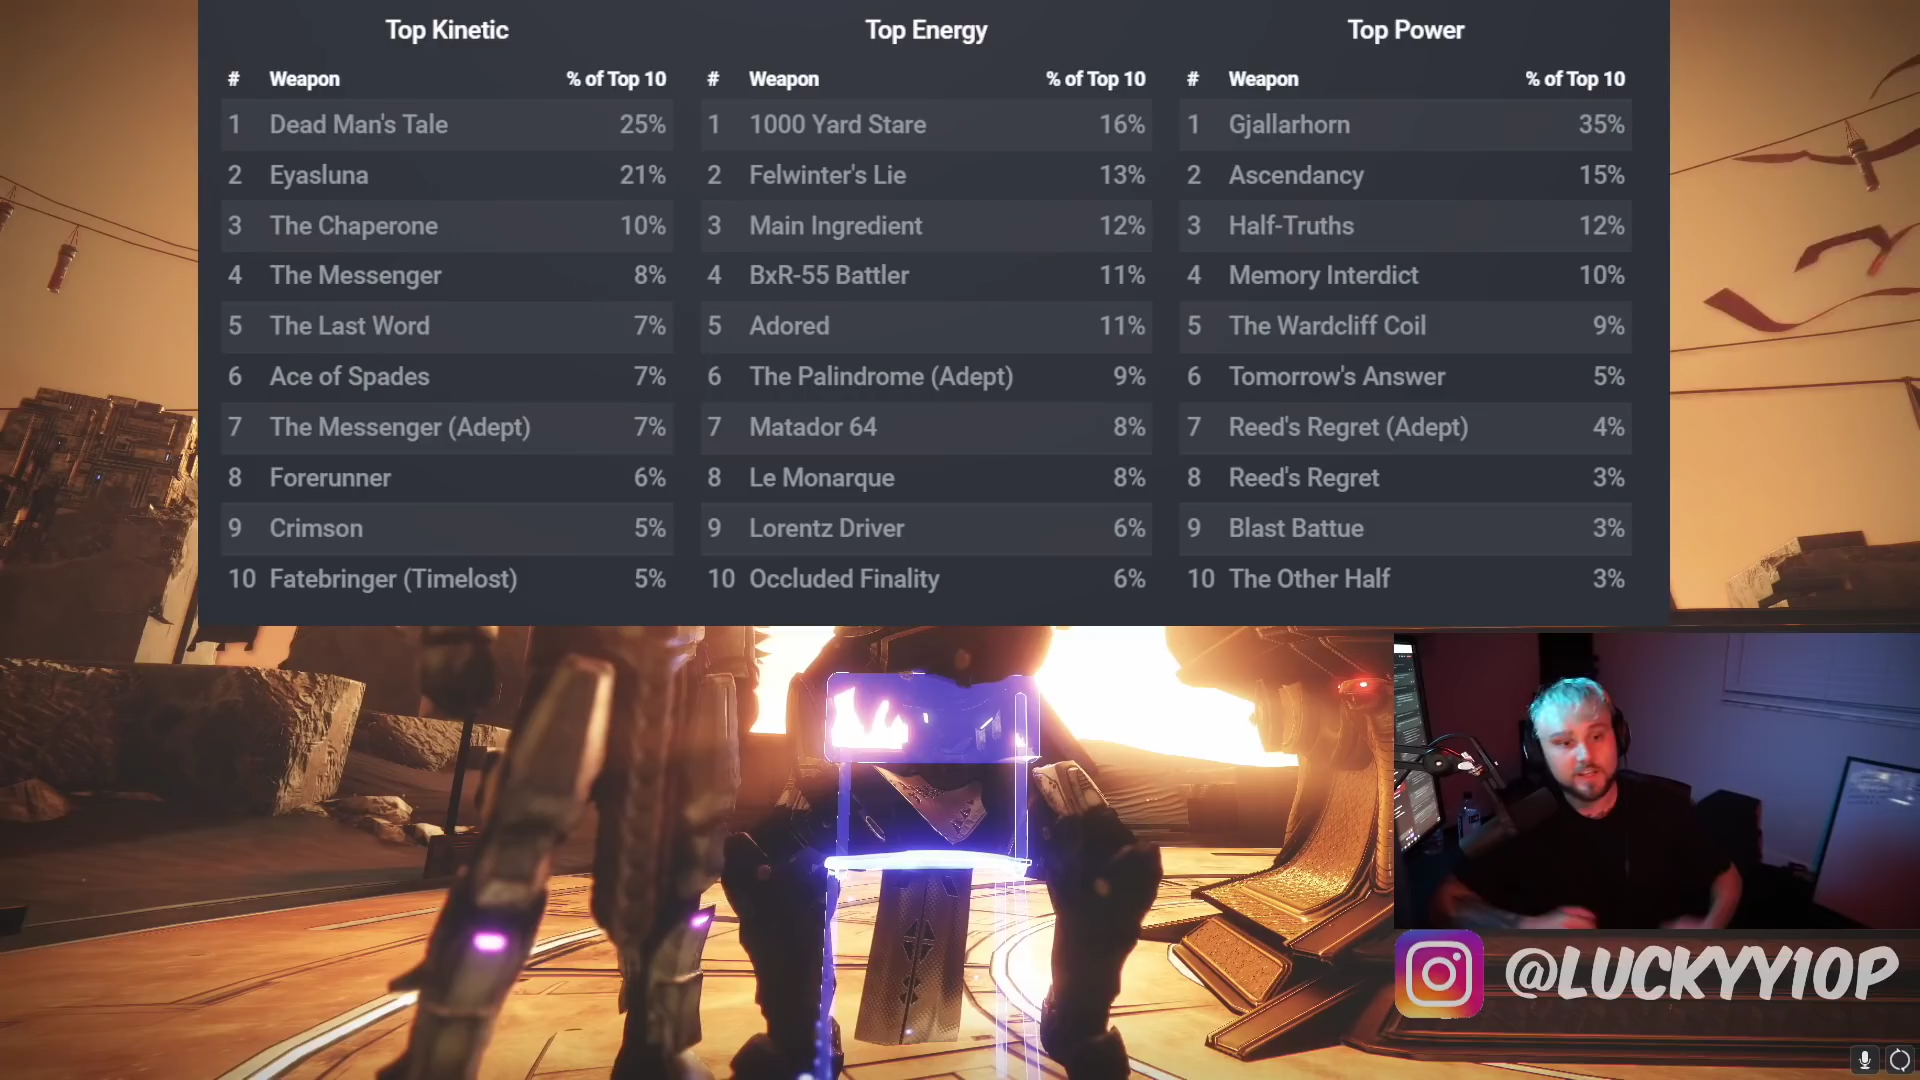 Top Kinetic
# Weapon % of Top 10
1 Dead Man's Tale 25%
2 Eyasluna 21%
3 The Chaperone 10%
4 The Messenger 8%
5 The Last Word 7%
6 Ace of Spades 7%
7 The Messenger (Adept) 7%
8 Forerunner 6%
9 Crimson 5%
10 Fatebringer (Timelost) 5%
Top Energy
# Weapon % of Top 10
1 1000 Yard Stare 16%
2 Felwinter's Lie 13%
3 Main Ingredient 12%
4 BxR-55 Battler 11%
5 Adored 11%
6 The Palindrome (Adept) 9%
7 Matador 64 8%
8 Le Monarque 8%
9 Lorentz Driver 6%
10 Occluded Finality 6%
Top Power
# Weapon % of Top 10
1 Gjallarhorn 35%
2 Ascendancy 15%
3 Half-Truths 12%
4 Memory Interdict 10%
5 The Wardcliff Coil 9%
6 Tomorrow's Answer 5%
7 Reed's Regret (Adept) 4%
8 Reed's Regret 3%
9 Blast Battue 3%
10 The Other Half 3%
@LUCKYY10P